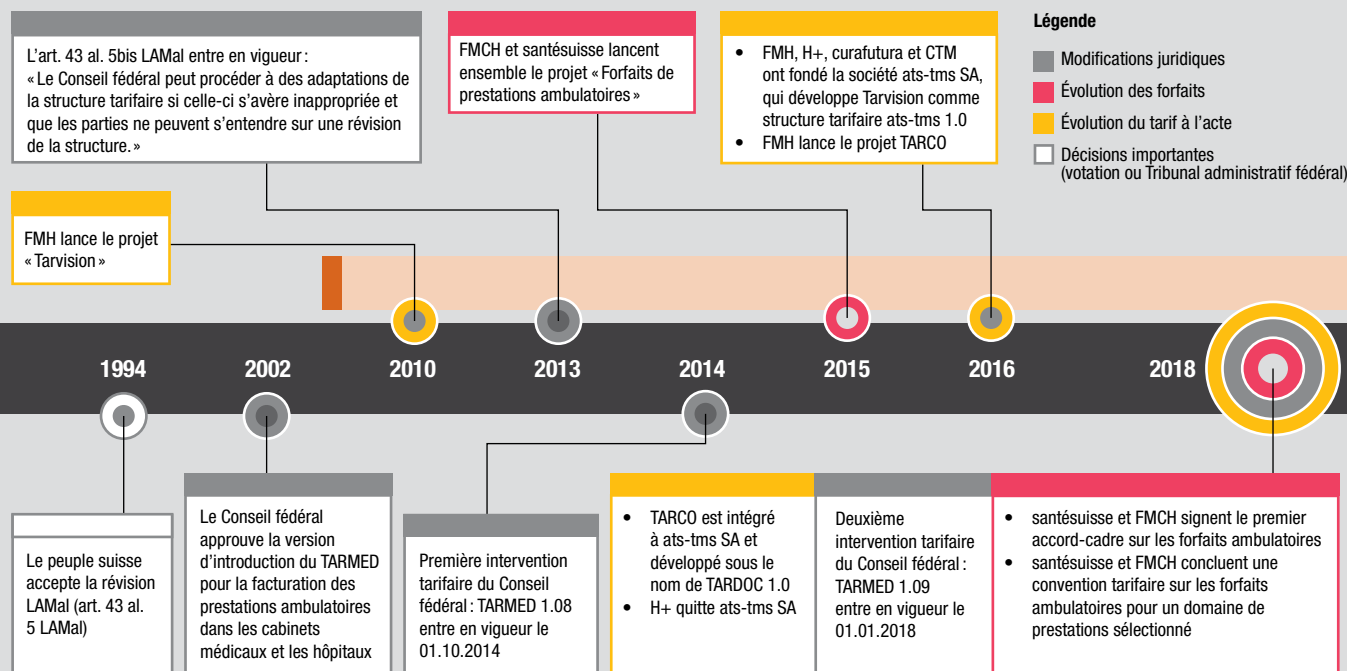 L'art. 43 al. 5bis LAMal entre en vigueur :
« Le Conseil fédéral peut procéder à des adaptations de
la structure tarifaire si celle-ci s'avère inappropriée et
que les parties ne peuvent s'entendre sur une révision
de la structure. »
FMCH et santésuisse lancent
ensemble le projet « Forfaits de
prestations ambulatoires »
• FMH, H+, curafutura et CTM
ont fondé la société ats-tms SA,
qui développe Tarvision comme
structure tarifaire ats-tms 1.0
• FMH lance le projet TARCO
Légende
Modifications juridiques
Évolution des forfaits
Évolution du tarif à l'acte
Décisions importantes
(votation ou Tribunal administratif fédéral)
FMH lance le projet
« Tarvision »
1994
2002
2010
2013
2014
2015
2016
2018
Le peuple suisse
accepte la révision
LAMal (art. 43 al.
5 LAMal)
Le Conseil fédéral
approuve la version
d'introduction du TARMED
pour la facturation des
prestations ambulatoires
dans les cabinets
médicaux et les hôpitaux
Première intervention
tarifaire du Conseil
fédéral : TARMED 1.08
entre en vigueur le
01.10.2014
• TARCO est intégré
à ats-tms SA et
développé sous le
nom de TARDOC 1.0
• H+ quitte ats-tms SA
Deuxième
intervention tarifaire
du Conseil fédéral :
TARMED 1.09
entre en vigueur le
01.01.2018
• santésuisse et FMCH signent le premier
accord-cadre sur les forfaits ambulatoires
• santésuisse et FMCH concluent une
convention tarifaire sur les forfaits
ambulatoires pour un domaine de
prestations sélectionné